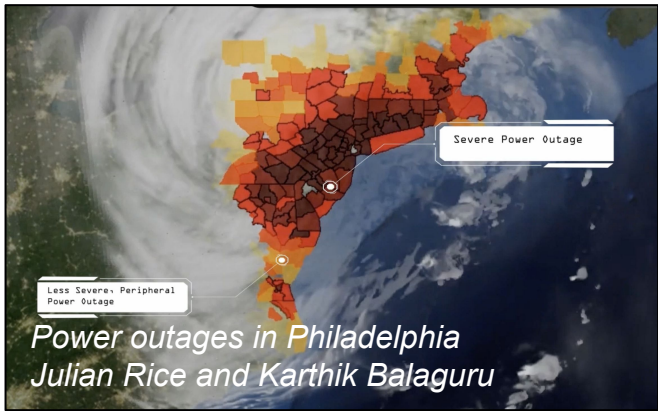 Severe Power Outage
Less Severe, Peripheral
Power Outage
Power outages in Philadelphia
Julian Rice and Karthik Balaguru